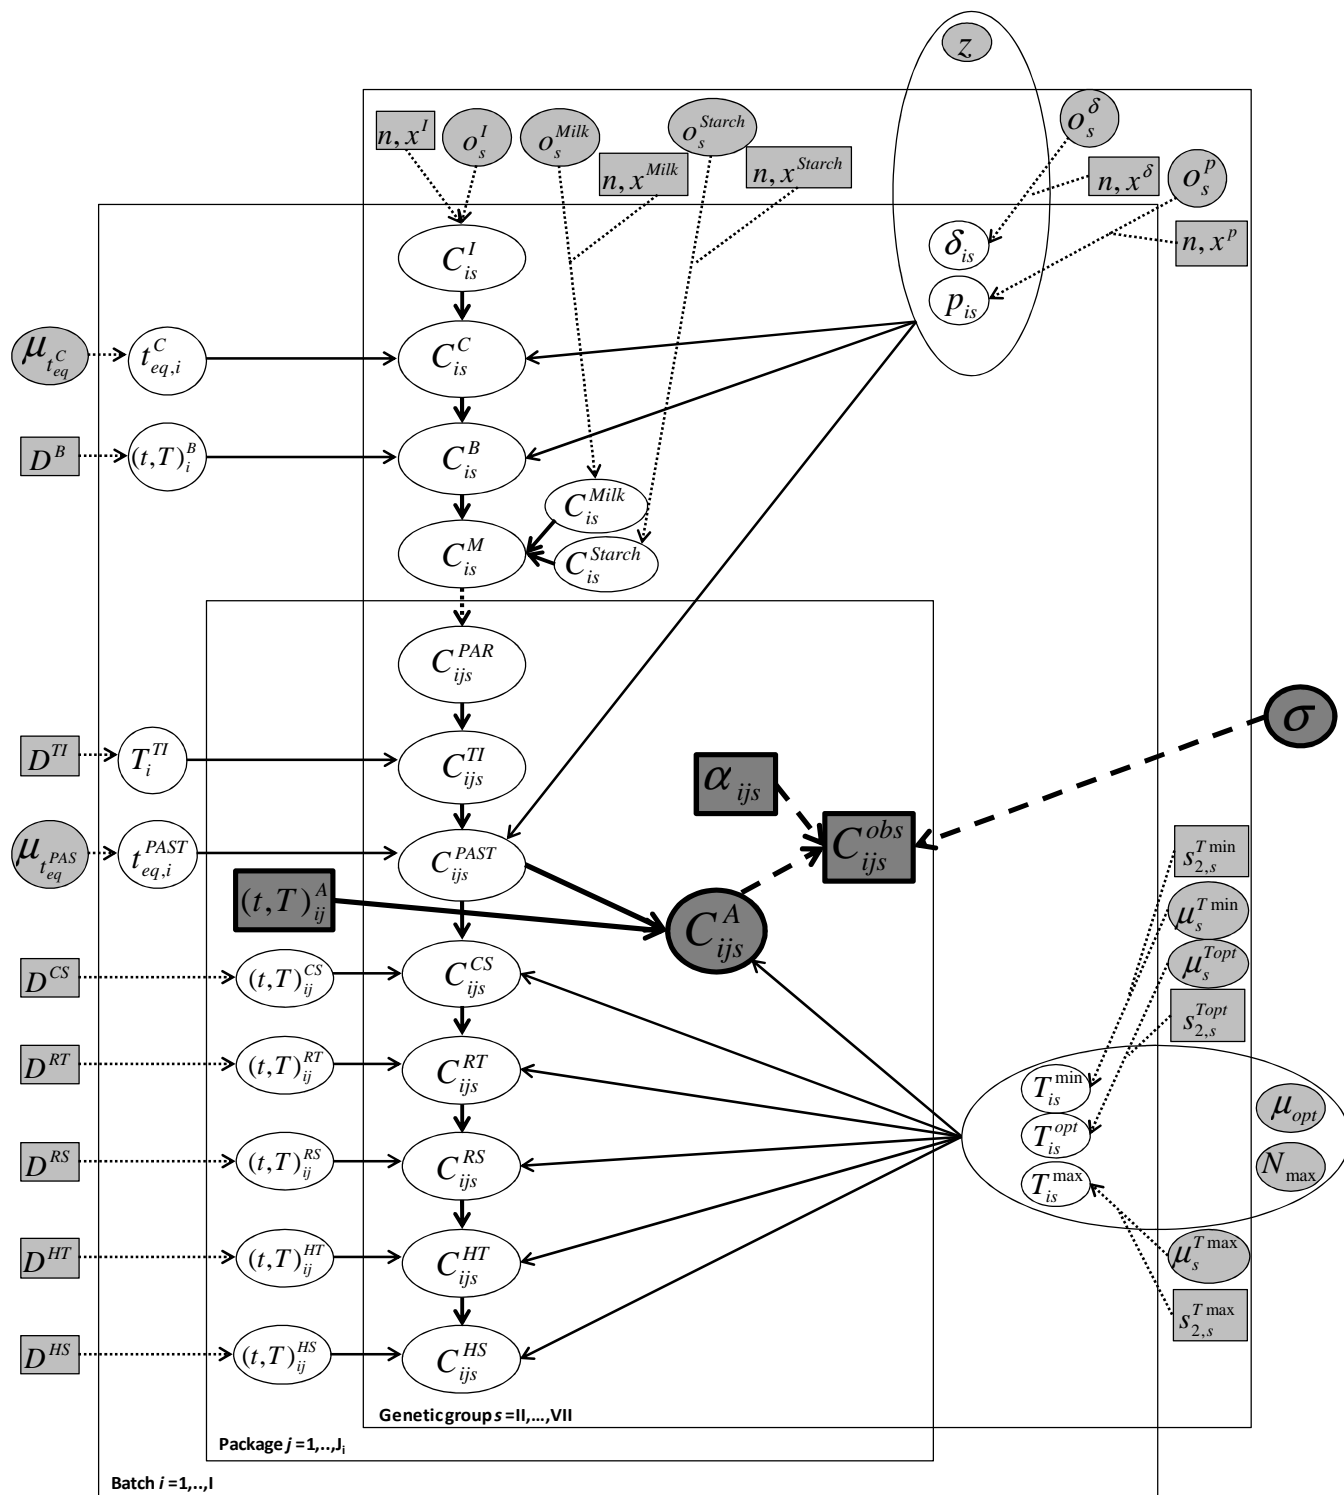 z
n, x^I
o_s^I
o_s^Milk
n, x^Milk
o_s^Starch
n, x^Starch
o_s^δ
n, x^δ
o_s^p
n, x^p
δ_is
p_is
C_is^I
μ_{t_eq^C}
t_{eq,i}^C
C_is^C
D^B
(t,T)_i^B
C_is^B
C_is^Milk
C_is^M
C_is^Starch
C_ijs^PAR
D^TI
T_i^TI
C_ijs^TI
α_ijs
σ
μ_{t_eq^PAS}
t_{eq,i}^PAST
C_ijs^PAST
C_ijs^obs
s_{2,s}^{T min}
(t,T)_ij^A
C_ijs^A
μ_s^{T min}
μ_s^{Topt}
D^CS
(t,T)_ij^CS
C_ijs^CS
s_{2,s}^{Topt}
D^RT
(t,T)_ij^RT
C_ijs^RT
T_is^min
μ_opt
T_is^opt
D^RS
(t,T)_ij^RS
C_ijs^RS
T_is^max
N_max
D^HT
(t,T)_ij^HT
C_ijs^HT
μ_s^{T max}
s_{2,s}^{T max}
D^HS
(t,T)_ij^HS
C_ijs^HS
Genetic group s =II,...,VII
Package j =1,..,J_i
Batch i =1,..,I